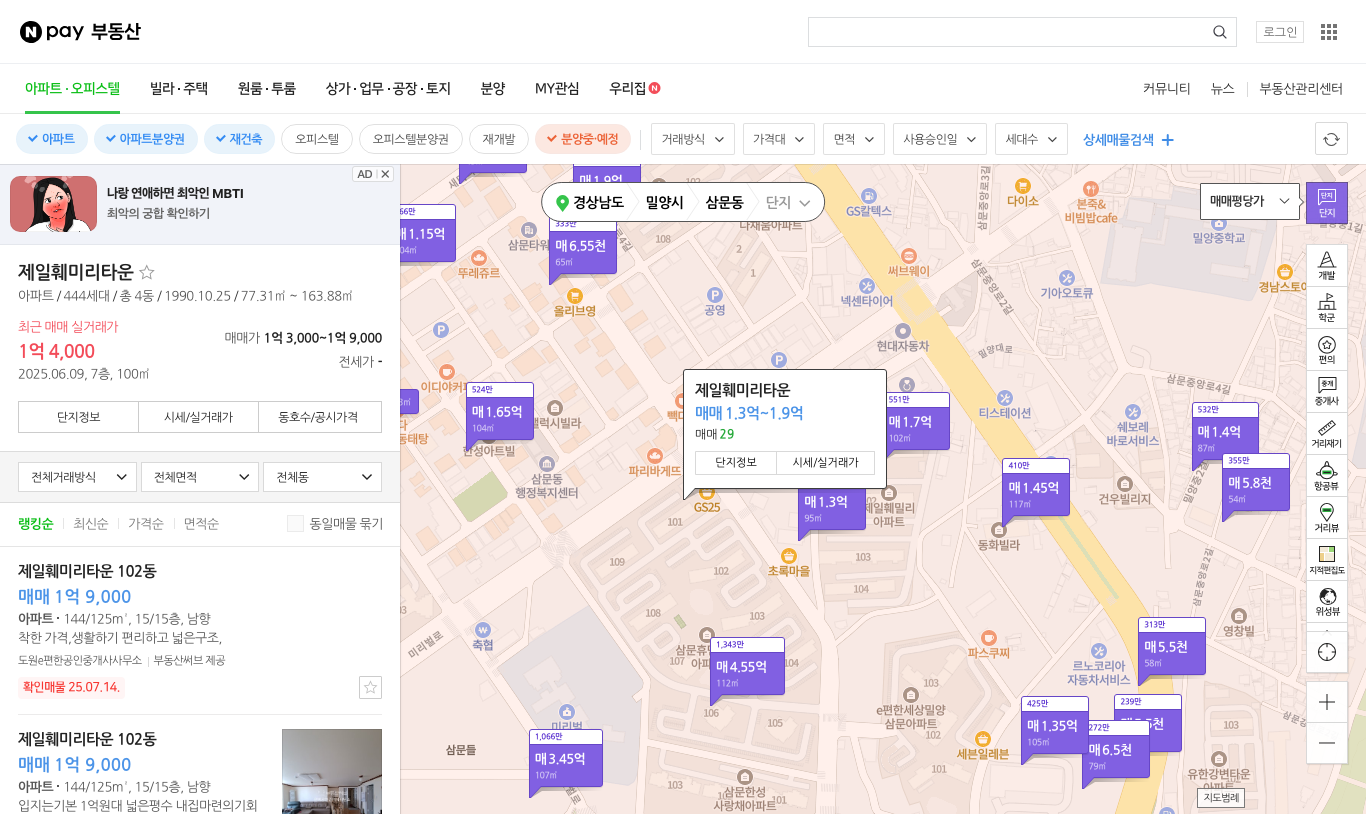 N pay 부동산
로그인
아파트·오피스텔
빌라·주택
원룸·투룸
상가·업무·공장·토지
분양
MY관심
우리집 N
커뮤니티
뉴스
부동산관리센터
아파트
아파트분양권
재건축
오피스텔
오피스텔분양권
재개발
분양중·예정
거래방식
가격대
면적
사용승인일
세대수
상세매물검색
AD
나랑 연애하면 최악인 MBTI
최악의 궁합 확인하기
제일훼미리타운
아파트 / 444세대 / 총 4동 / 1990.10.25 / 77.31㎡ ~ 163.88㎡
최근 매매 실거래가
1억 4,000
2025.06.09, 7층, 100㎡
매매가 1억 3,000~1억 9,000
전세가 -
단지정보
시세/실거래가
동호수/공시가격
전체거래방식
전체면적
전체동
랭킹순
최신순
가격순
면적순
동일매물 묶기
제일훼미리타운 102동
매매 1억 9,000
아파트 · 144/125㎡, 15/15층, 남향
착한 가격,생활하기 편리하고 넓은구조,
도원e편한공인중개사사무소
부동산써브 제공
확인매물 25.07.14.
제일훼미리타운 102동
매매 1억 9,000
아파트 · 144/125㎡, 15/15층, 남향
입지는기본 1억원대 넓은평수 내집마련의기회
경상남도
밀양시
삼문동
단지
매매평당가
단지
단지
개발
학군
편의
중개
중개사
거리재기
항공뷰
거리뷰
지적편집도
위성뷰
지도범례
매 1.9억
66만
매 1.15억
04㎡
333만
매 6.55천
65㎡
삼문타워
뚜레쥬르
올리브영
공영
108
2
1
GS칼텍스
다이소
본죽&
비빔밥cafe
삼문중앙로3길
밀양중학교
써브웨이
넥센타이어
기아오토큐
삼문중앙로2길
현대자동차
밀양대로
이디야커피
524만
매 1.65억
104㎡
한성아트빌
삼문동
행정복지센터
파리바게뜨
제일훼미리타운
매매 1.3억~1.9억
매매 29
단지정보
시세/실거래가
551만
매 1.7억
102㎡
티스테이션
쉐보레
바로서비스
삼문중앙로4길
532만
매 1.4억
87㎡
355만
매 5.8천
54㎡
410만
매 1.45억
117㎡
건우빌리지
GS25
매 1.3억
95㎡
제일훼밀리
아파트
동화빌라
초록마을
101
103
104
109
102
108
103
미리벌로
축협
107
1,343만
매 4.55억
112㎡
104
106
105
미리벌
삼문들
1,066만
매 3.45억
107㎡
삼문한성
사랑채아파트
102
101
103
e편한세상밀양
삼문아파트
102
101
파스쿠찌
르노코리아
자동차서비스
313만
매 5.5천
58㎡
영창빌
세븐일레븐
425만
매 1.35억
105㎡
239만
272만
매 6.5천
79㎡
103
유한강변타운
아파트
101